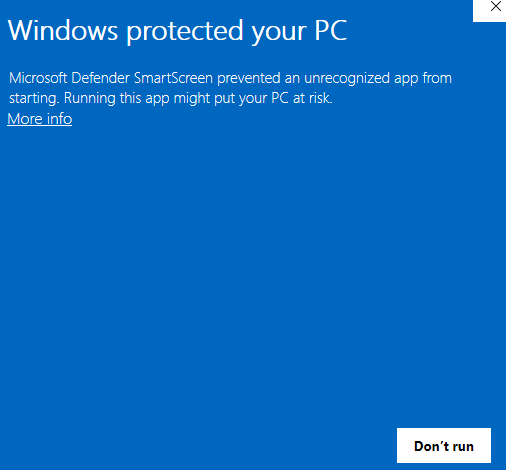 Windows protected your PC
Microsoft Defender SmartScreen prevented an unrecognized app from
starting. Running this app might put your PC at risk.
More info
Don't run